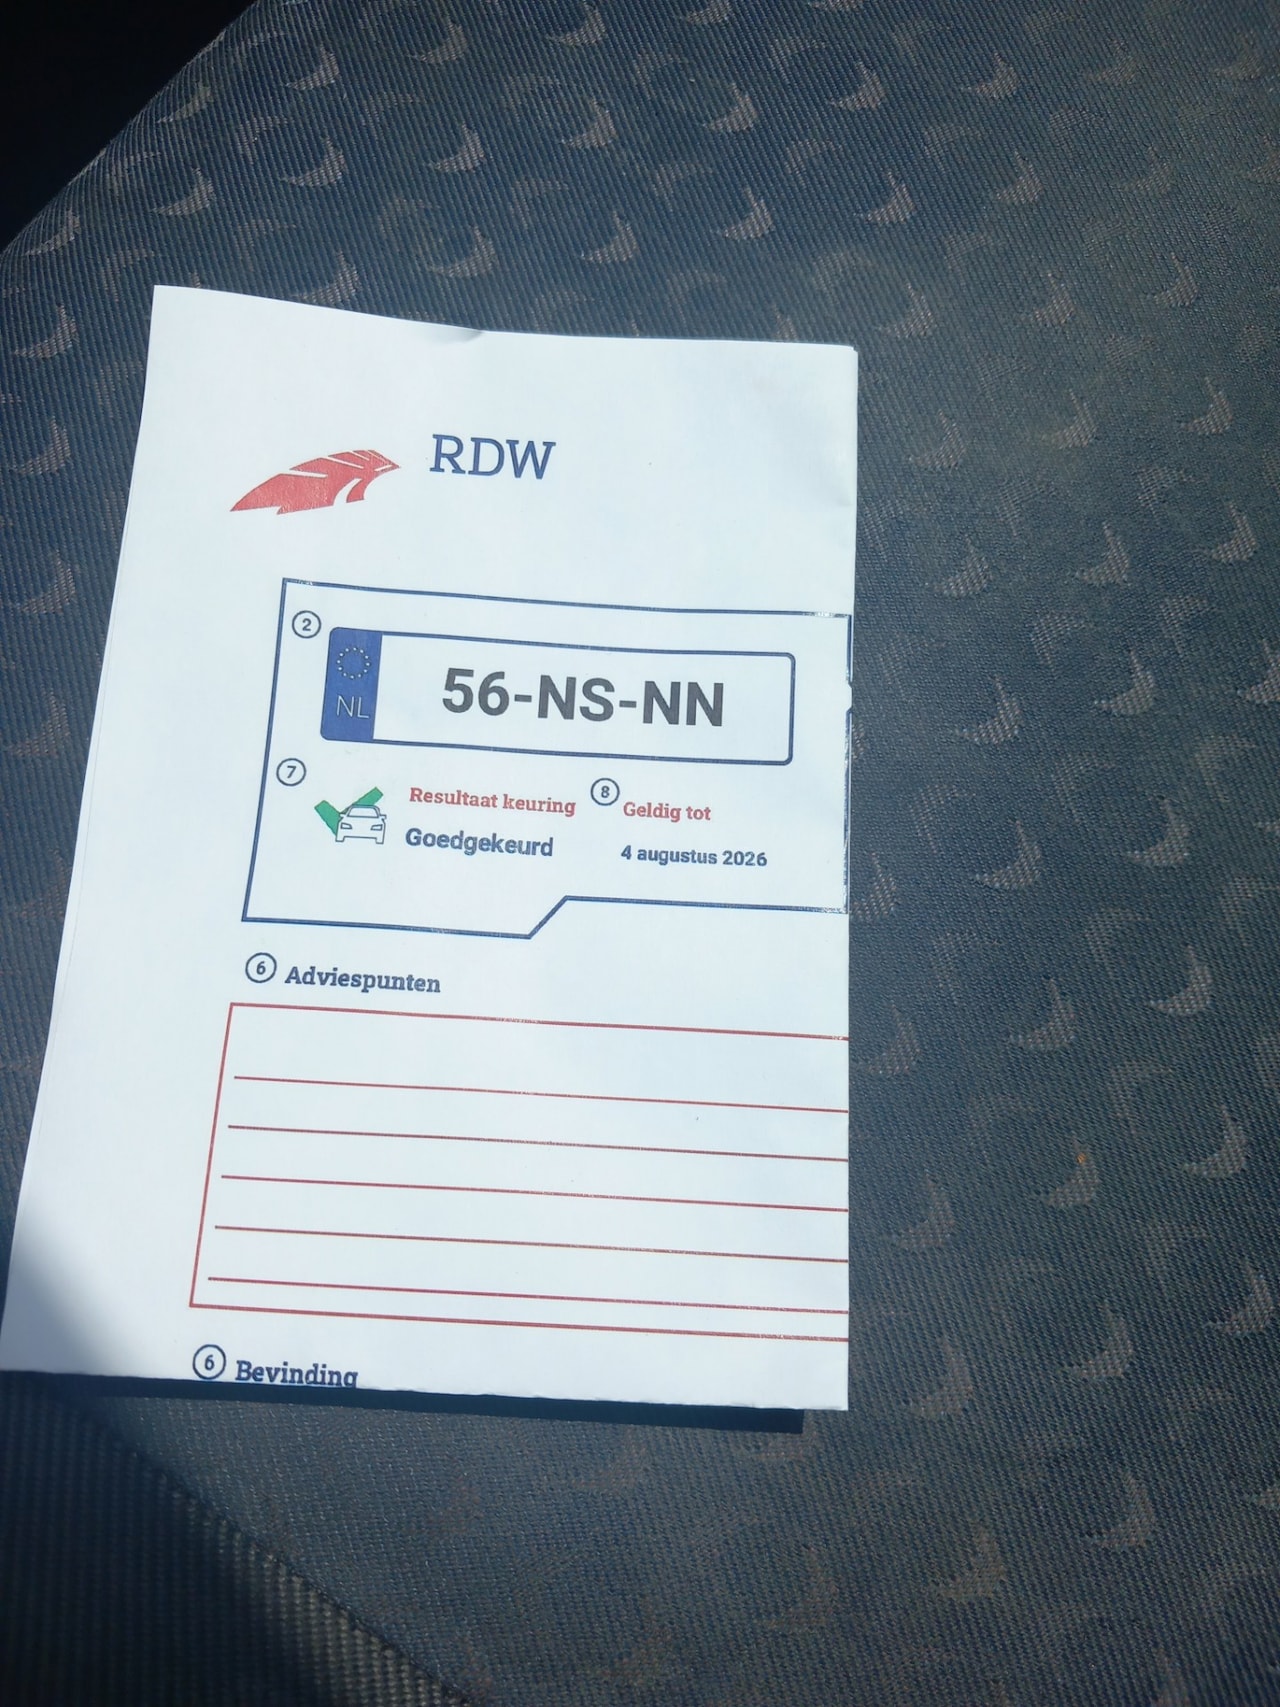 RDW
2
NL
56-NS-NN
7
Resultaat keuring
8
Geldig tot
Goedgekeurd
4 augustus 2026
6 Adviespunten
6 Bevinding